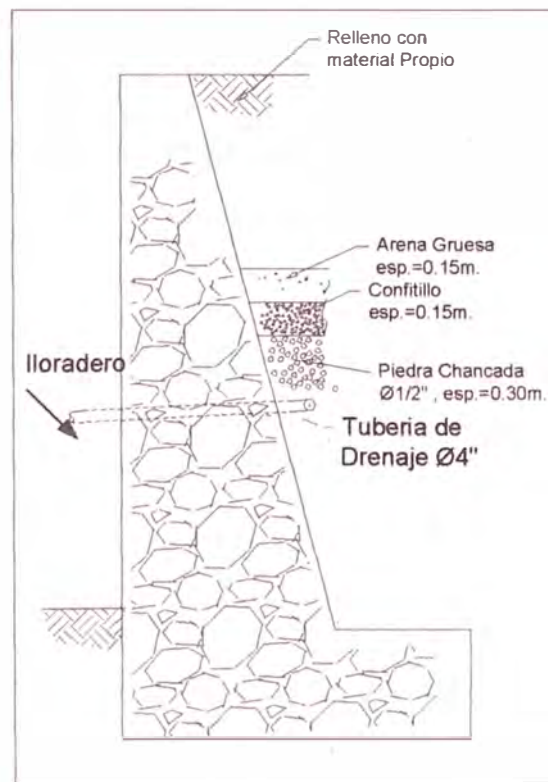 Relleno con
material Propio
Arena Gruesa
esp.=0.15m.
Confitillo
esp.=0.15m.
lloradero
Piedra Chancada
Ø1/2" , esp.=0.30m.
Tuberia de
Drenaje Ø4"